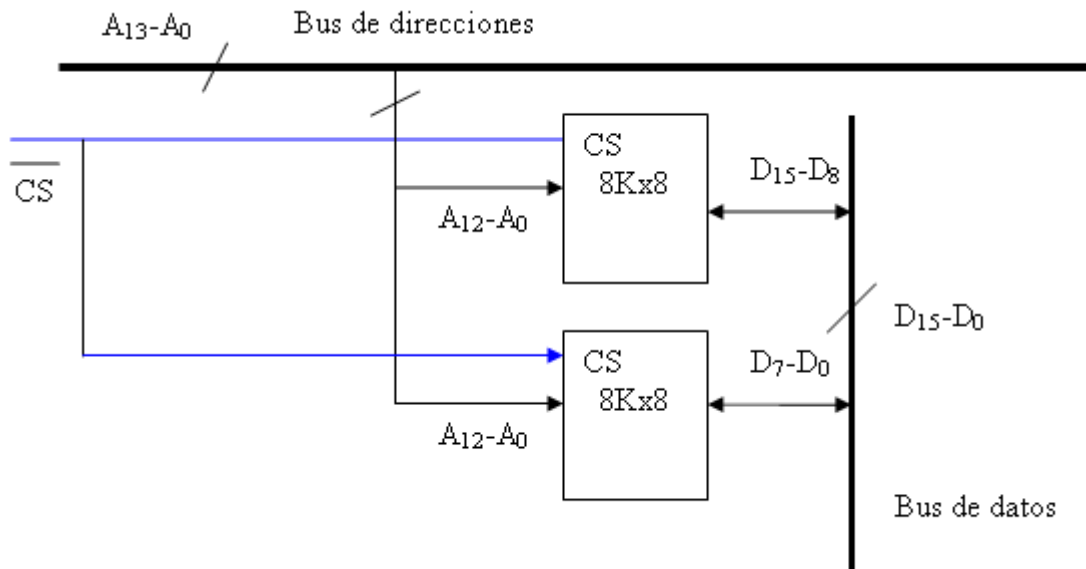 A₁₃-A₀
Bus de direcciones
CS
CS
8Kx8
A₁₂-A₀
D₁₅-D₈
D₁₅-D₀
CS
8Kx8
D₇-D₀
A₁₂-A₀
Bus de datos